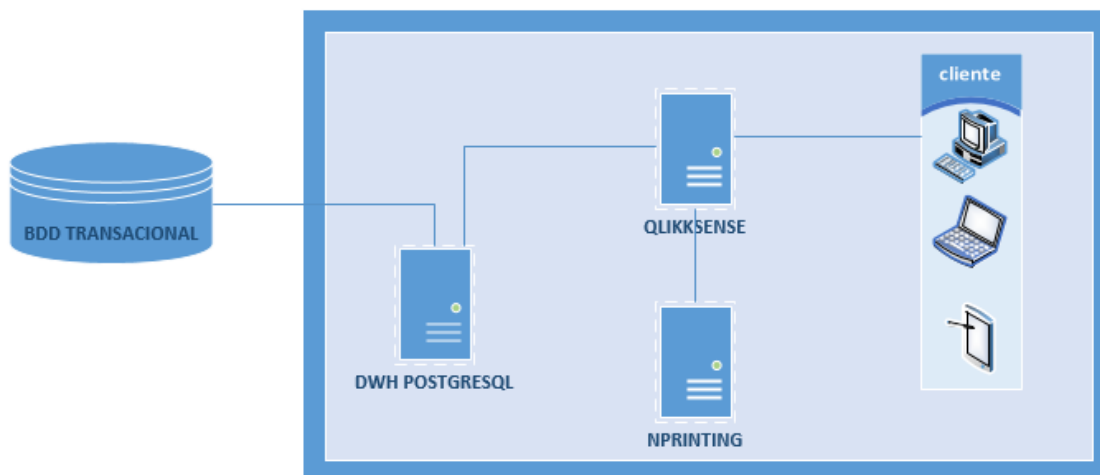 cliente
BDD TRANSACIONAL
QLIKKSENSE
DWH POSTGRESQL
NPRINTING